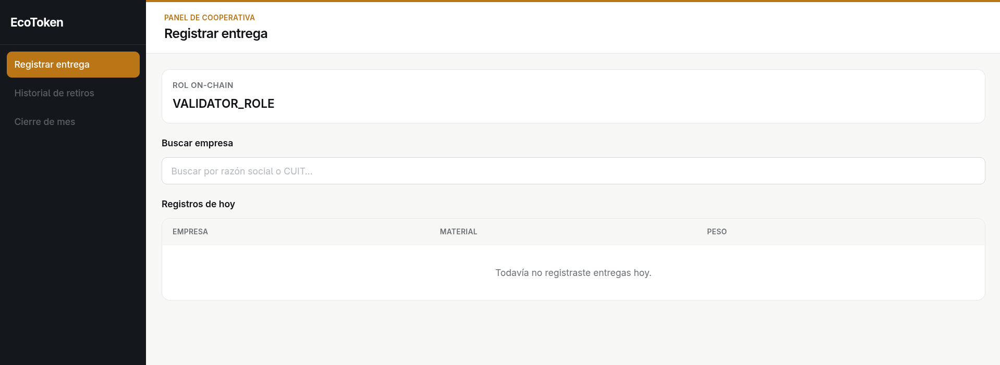 EcoToken
Registrar entrega
Historial de retiros
Cierre de mes
PANEL DE COOPERATIVA
Registrar entrega
ROL ON-CHAIN
VALIDATOR_ROLE
Buscar empresa
Buscar por razón social o CUIT...
Registros de hoy
EMPRESA MATERIAL PESO
Todavía no registraste entregas hoy.